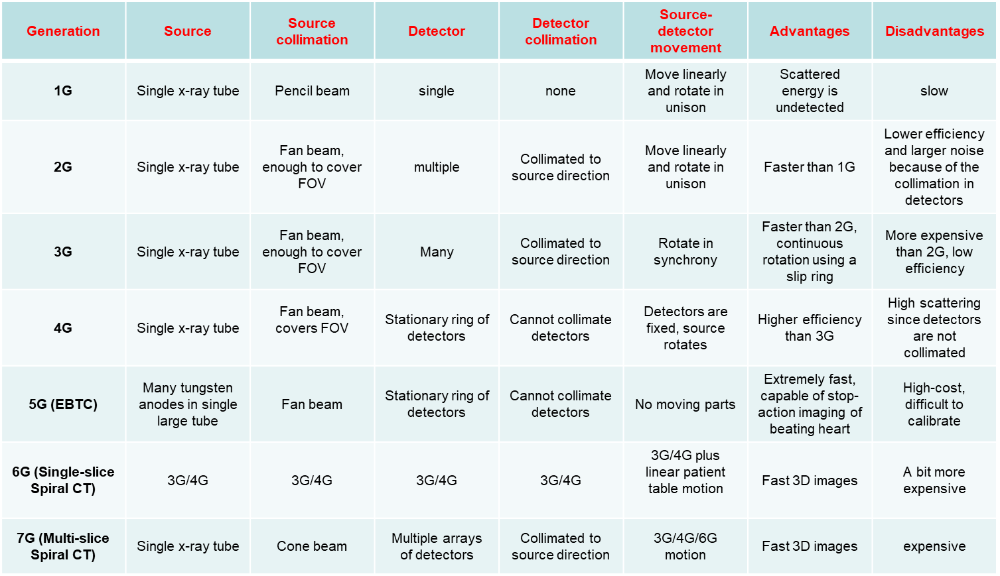 Generation
Source
Source
collimation
Detector
Detector
collimation
Source-
detector
movement
Advantages
Disadvantages
1G
Single x-ray tube
Pencil beam
single
none
Move linearly
and rotate in
unison
Scattered
energy is
undetected
slow
2G
Single x-ray tube
Fan beam,
enough to cover
FOV
multiple
Collimated to
source direction
Move linearly
and rotate in
unison
Faster than 1G
Lower efficiency
and larger noise
because of the
collimation in
detectors
3G
Single x-ray tube
Fan beam,
enough to cover
FOV
Many
Collimated to
source direction
Rotate in
synchrony
Faster than 2G,
continuous
rotation using a
slip ring
More expensive
than 2G, low
efficiency
4G
Single x-ray tube
Fan beam,
covers FOV
Stationary ring of
detectors
Cannot collimate
detectors
Detectors are
fixed, source
rotates
Higher efficiency
than 3G
High scattering
since detectors
are not
collimated
5G (EBTC)
Many tungsten
anodes in single
large tube
Fan beam
Stationary ring of
detectors
Cannot collimate
detectors
No moving parts
Extremely fast,
capable of stop-
action imaging of
beating heart
High-cost,
difficult to
calibrate
6G (Single-slice
Spiral CT)
3G/4G
3G/4G
3G/4G
3G/4G
3G/4G plus
linear patient
table motion
Fast 3D images
A bit more
expensive
7G (Multi-slice
Spiral CT)
Single x-ray tube
Cone beam
Multiple arrays
of detectors
Collimated to
source direction
3G/4G/6G
motion
Fast 3D images
expensive